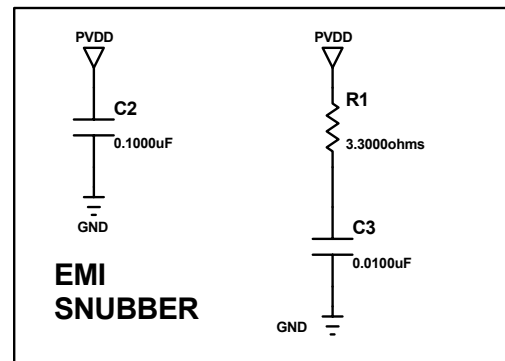 PVDD
C2
0.1000uF
GND
PVDD
R1
3.3000ohms
C3
0.0100uF
GND
EMI
SNUBBER